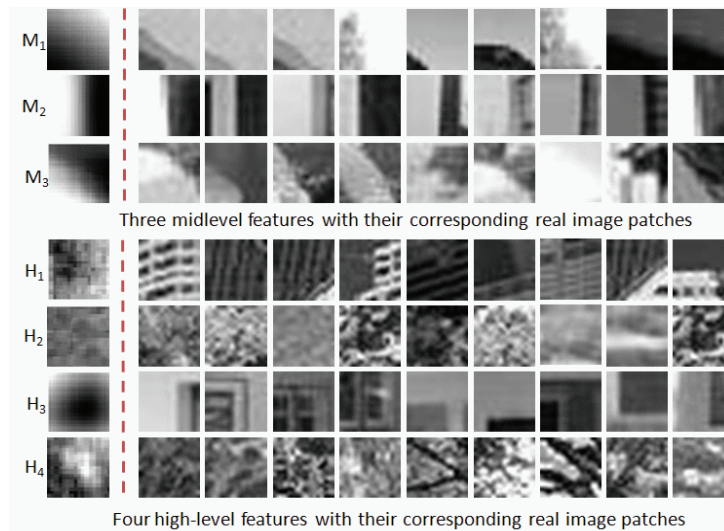 M1
M2
M3
Three midlevel features with their corresponding real image patches
H1
H2
H3
H4
Four high-level features with their corresponding real image patches